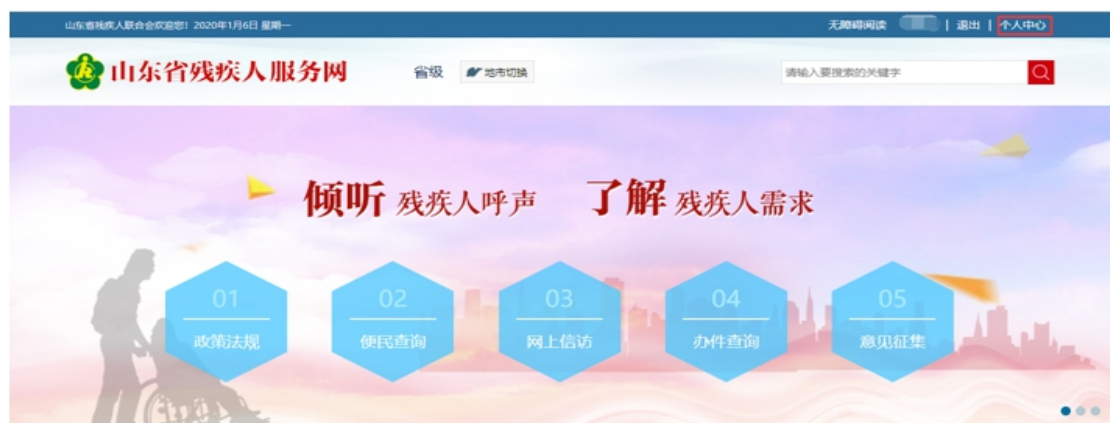 山东省残疾人联合会欢迎您！2020年1月6日 星期一 无障碍阅读 | 退出 | 个人中心
山东省残疾人服务网 省级 地市切换 请输入要搜索的关键字
倾听 残疾人呼声 了解 残疾人需求
01 02 03 04 05
政策法规 便民查询 网上信访 办件查询 意见征集